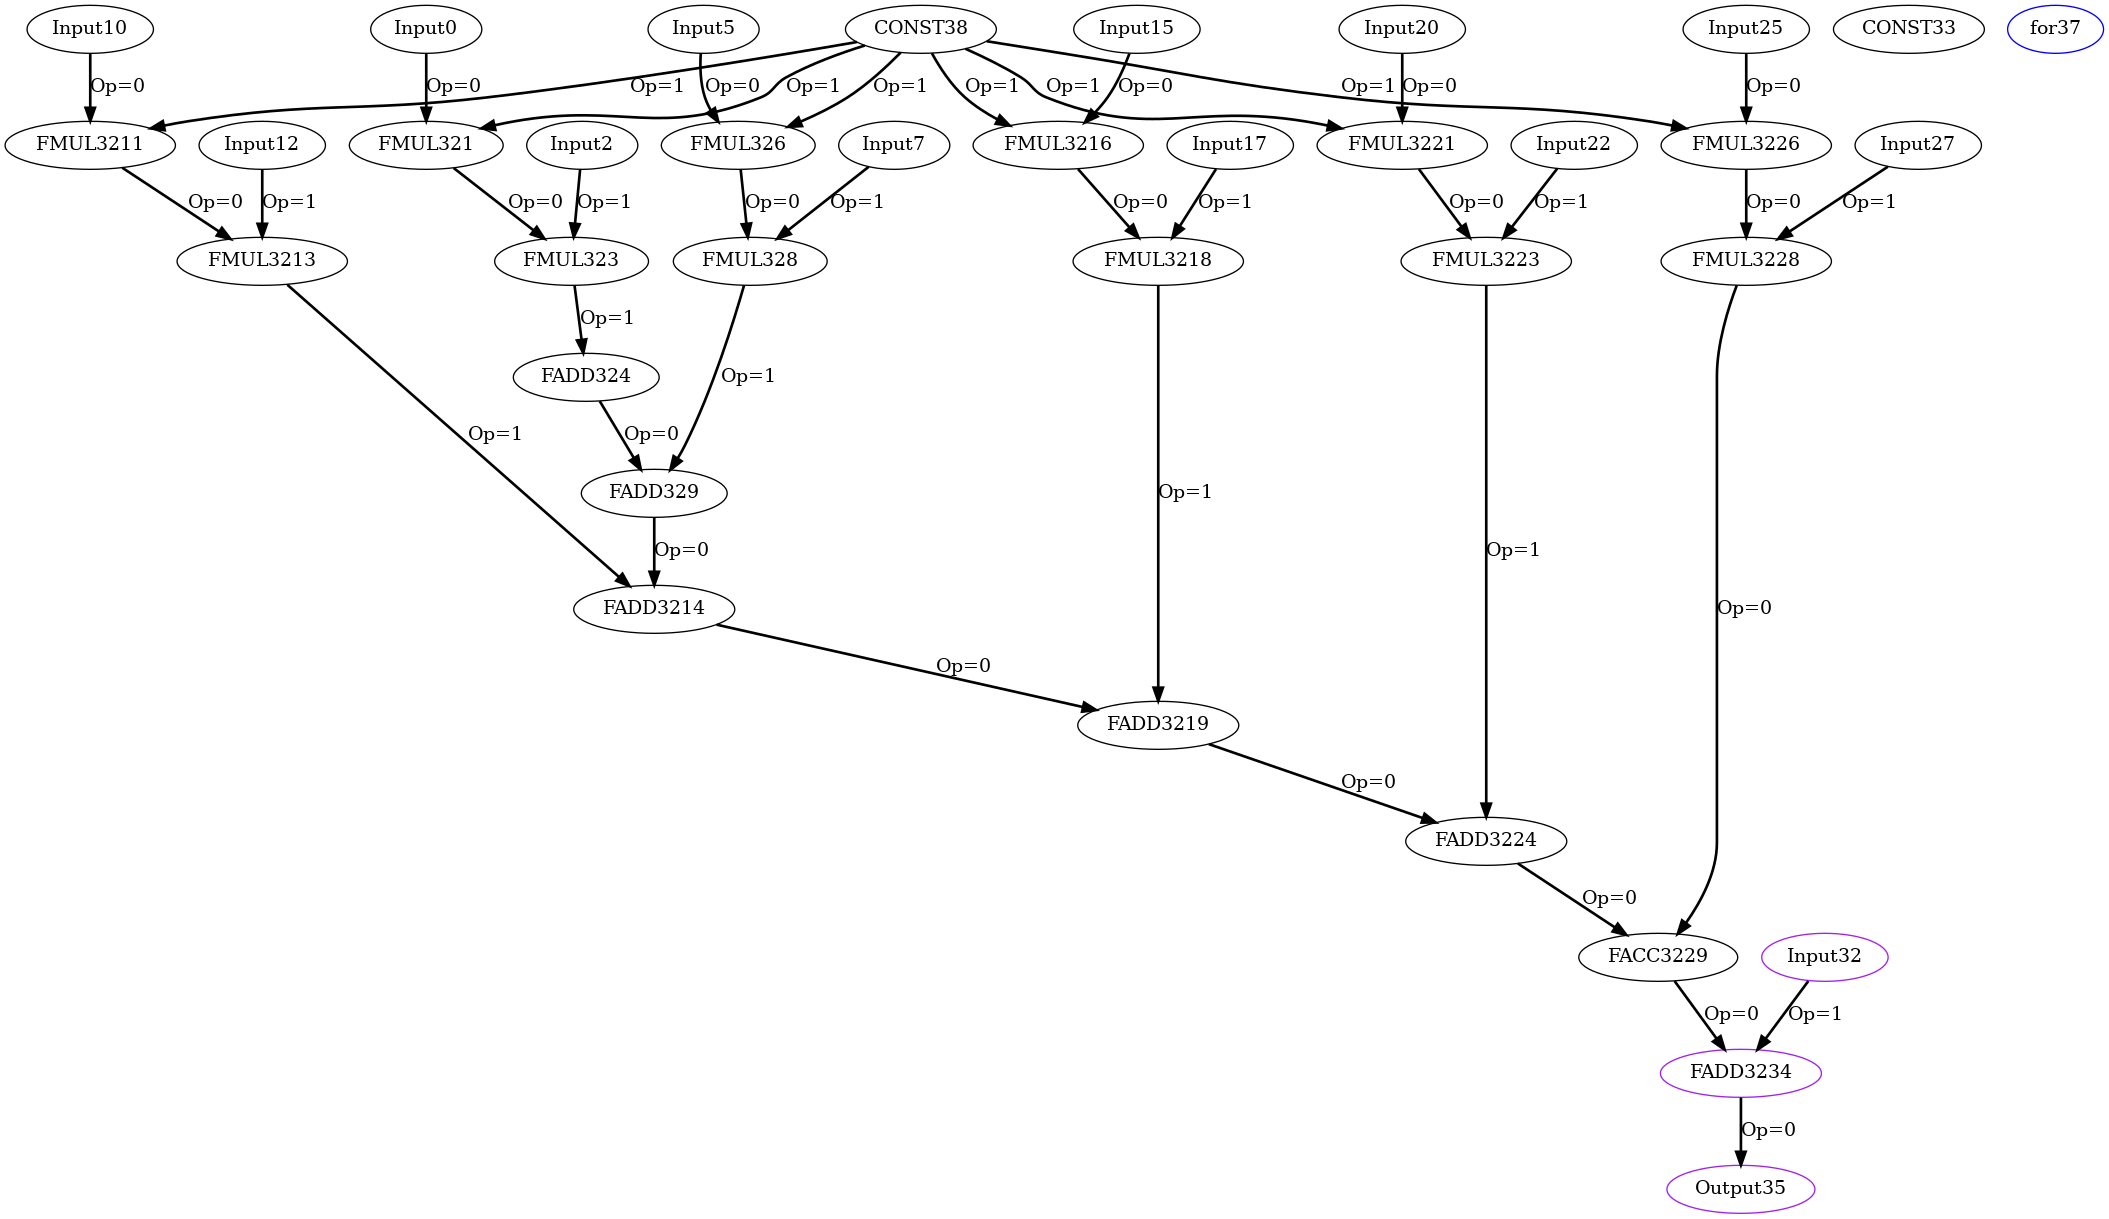 Input10
Input0
Input5
CONST38
Input15
Input20
Input25
CONST33
for37
Op=0
Op=0
Op=1
Op=0
Op=1
Op=1
Op=1
Op=0
Op=1
Op=0
Op=1
Op=0
FMUL3211
Input12
FMUL321
Input2
FMUL326
Input7
FMUL3216
Input17
FMUL3221
Input22
FMUL3226
Input27
Op=0
Op=1
Op=0
Op=1
Op=0
Op=1
Op=0
Op=1
Op=0
Op=1
Op=0
Op=1
FMUL3213
FMUL323
FMUL328
FMUL3218
FMUL3223
FMUL3228
Op=1
FADD324
Op=1
Op=1
Op=0
FADD329
Op=1
Op=0
Op=1
FADD3214
Op=0
Op=0
FADD3219
Op=0
FADD3224
Op=0
FACC3229
Input32
Op=0
Op=1
FADD3234
Op=0
Output35